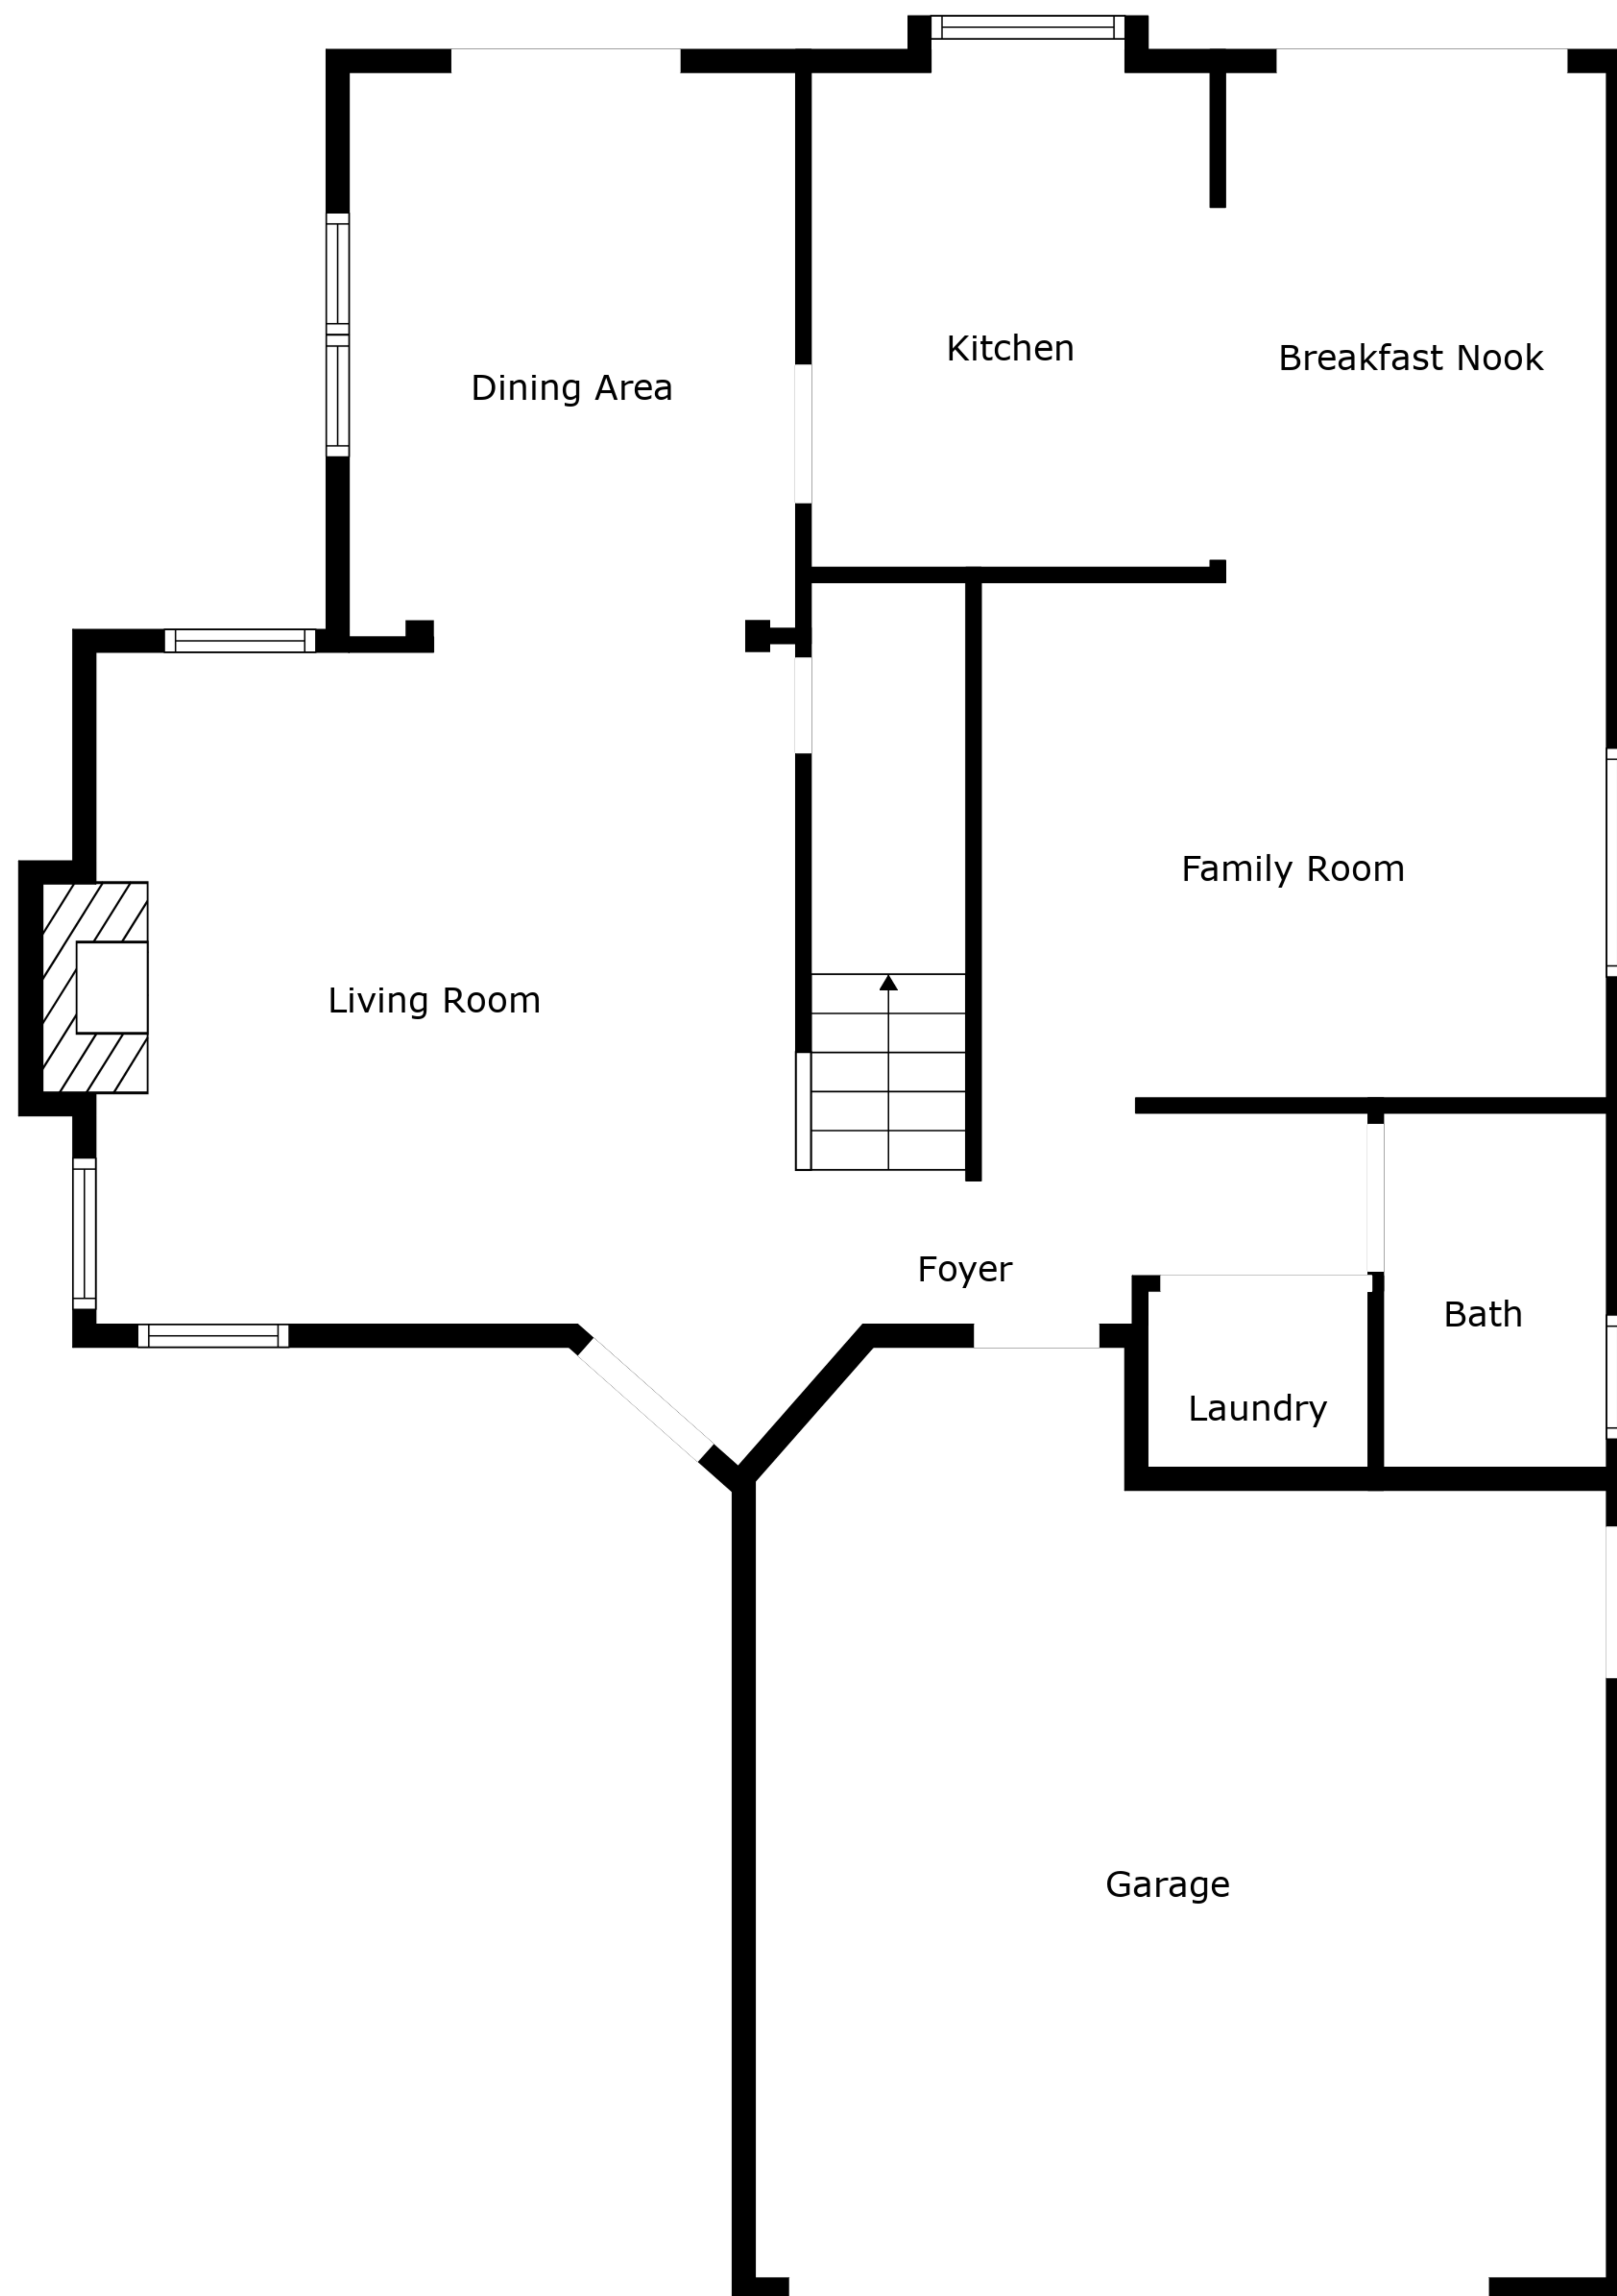 Kitchen
Breakfast Nook
Dining Area
Family Room
Living Room
Foyer
Bath
Laundry
Garage